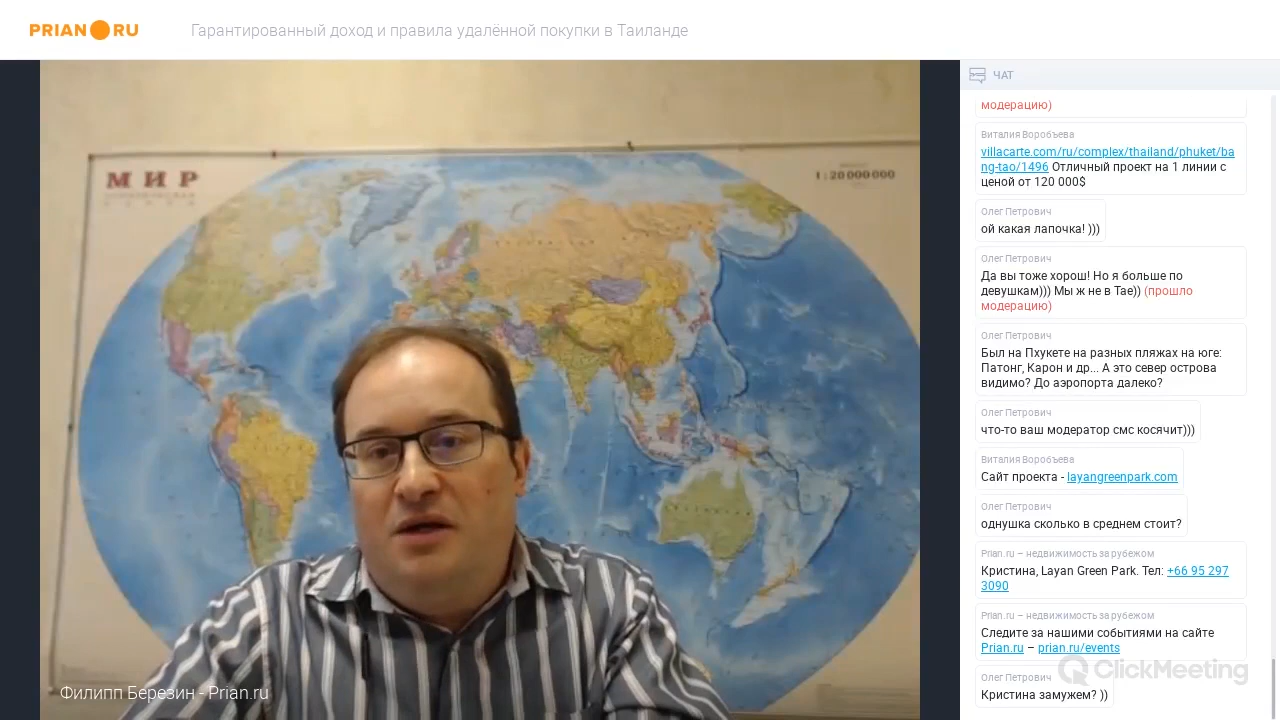 PRIAN RU
Гарантированный доход и правила удалённой покупки в Таиланде
МИР
1:20 000 000
Филипп Березин - Prian.ru
ЧАТ
модерацию)
Виталия Воробьева
villacarte.com/ru/complex/thailand/phuket/ba
ng-tao/1496 Отличный проект на 1 линии с
ценой от 120 000$
Олег Петрович
ой какая лапочка! )))
Олег Петрович
Да вы тоже хорош! Но я больше по
девушкам))) Мы ж не в Тае)) (прошло
модерацию)
Олег Петрович
Был на Пхукете на разных пляжах на юге:
Патонг, Карон и др... А это север острова
видимо? До аэропорта далеко?
Олег Петрович
что-то ваш модератор смс косячит)))
Виталия Воробьева
Сайт проекта - layangreenpark.com
Олег Петрович
однушка сколько в среднем стоит?
Prian.ru – недвижимость за рубежом
Кристина, Layan Green Park. Тел: +66 95 297
3090
Prian.ru – недвижимость за рубежом
Следите за нашими событиями на сайте
Prian.ru – prian.ru/events
ClickMeeting
Олег Петрович
Кристина замужем? ))